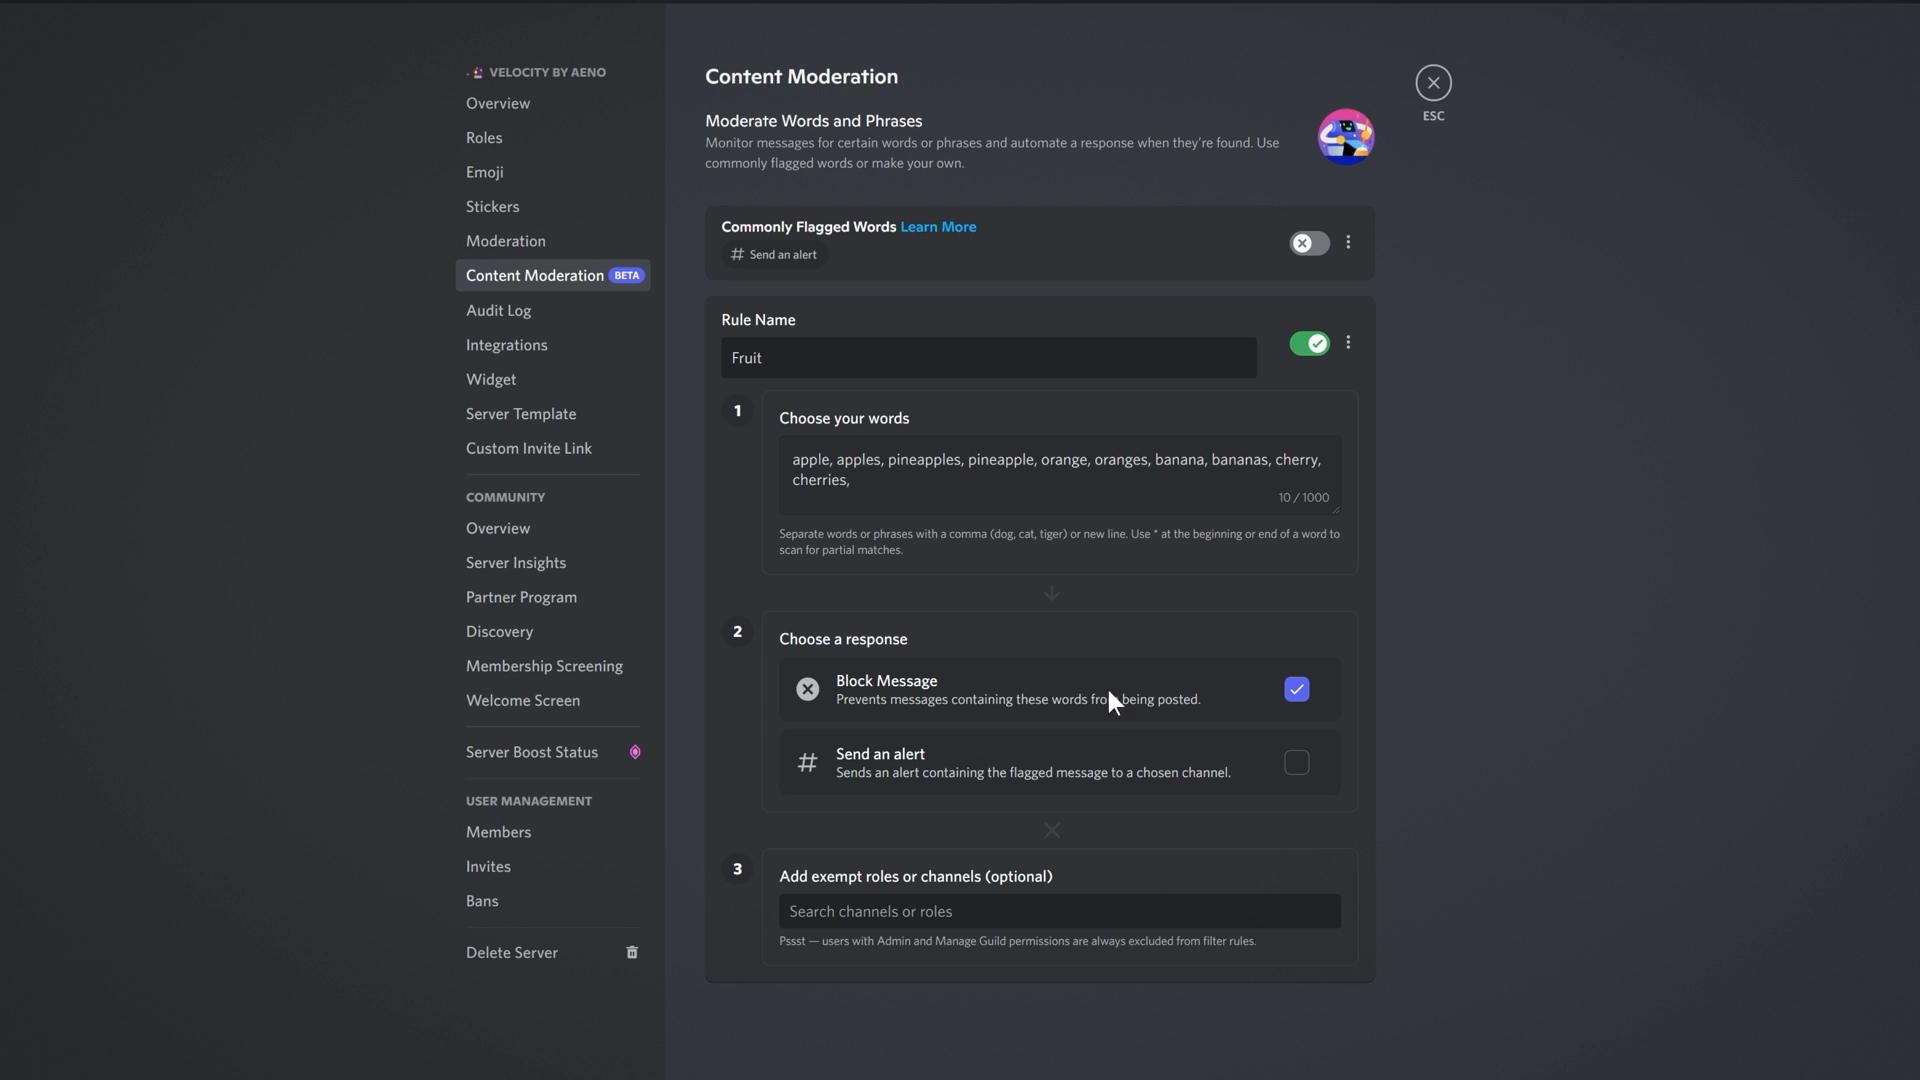 VELOCITY BY AENO
Overview
Roles
Emoji
Stickers
Moderation
Content Moderation BETA
Audit Log
Integrations
Widget
Server Template
Custom Invite Link
COMMUNITY
Overview
Server Insights
Partner Program
Discovery
Membership Screening
Welcome Screen
Server Boost Status
USER MANAGEMENT
Members
Invites
Bans
Delete Server
Content Moderation
Moderate Words and Phrases
Monitor messages for certain words or phrases and automate a response when they're found. Use
commonly flagged words or make your own.
ESC
Commonly Flagged Words Learn More
# Send an alert
Rule Name
Fruit
1
Choose your words
apple, apples, pineapples, pineapple, orange, oranges, banana, bananas, cherry,
cherries,
10 / 1000
Separate words or phrases with a comma (dog, cat, tiger) or new line. Use * at the beginning or end of a word to
scan for partial matches.
2
Choose a response
Block Message
Prevents messages containing these words from being posted.
# Send an alert
Sends an alert containing the flagged message to a chosen channel.
3
Add exempt roles or channels (optional)
Search channels or roles
Pssst — users with Admin and Manage Guild permissions are always excluded from filter rules.